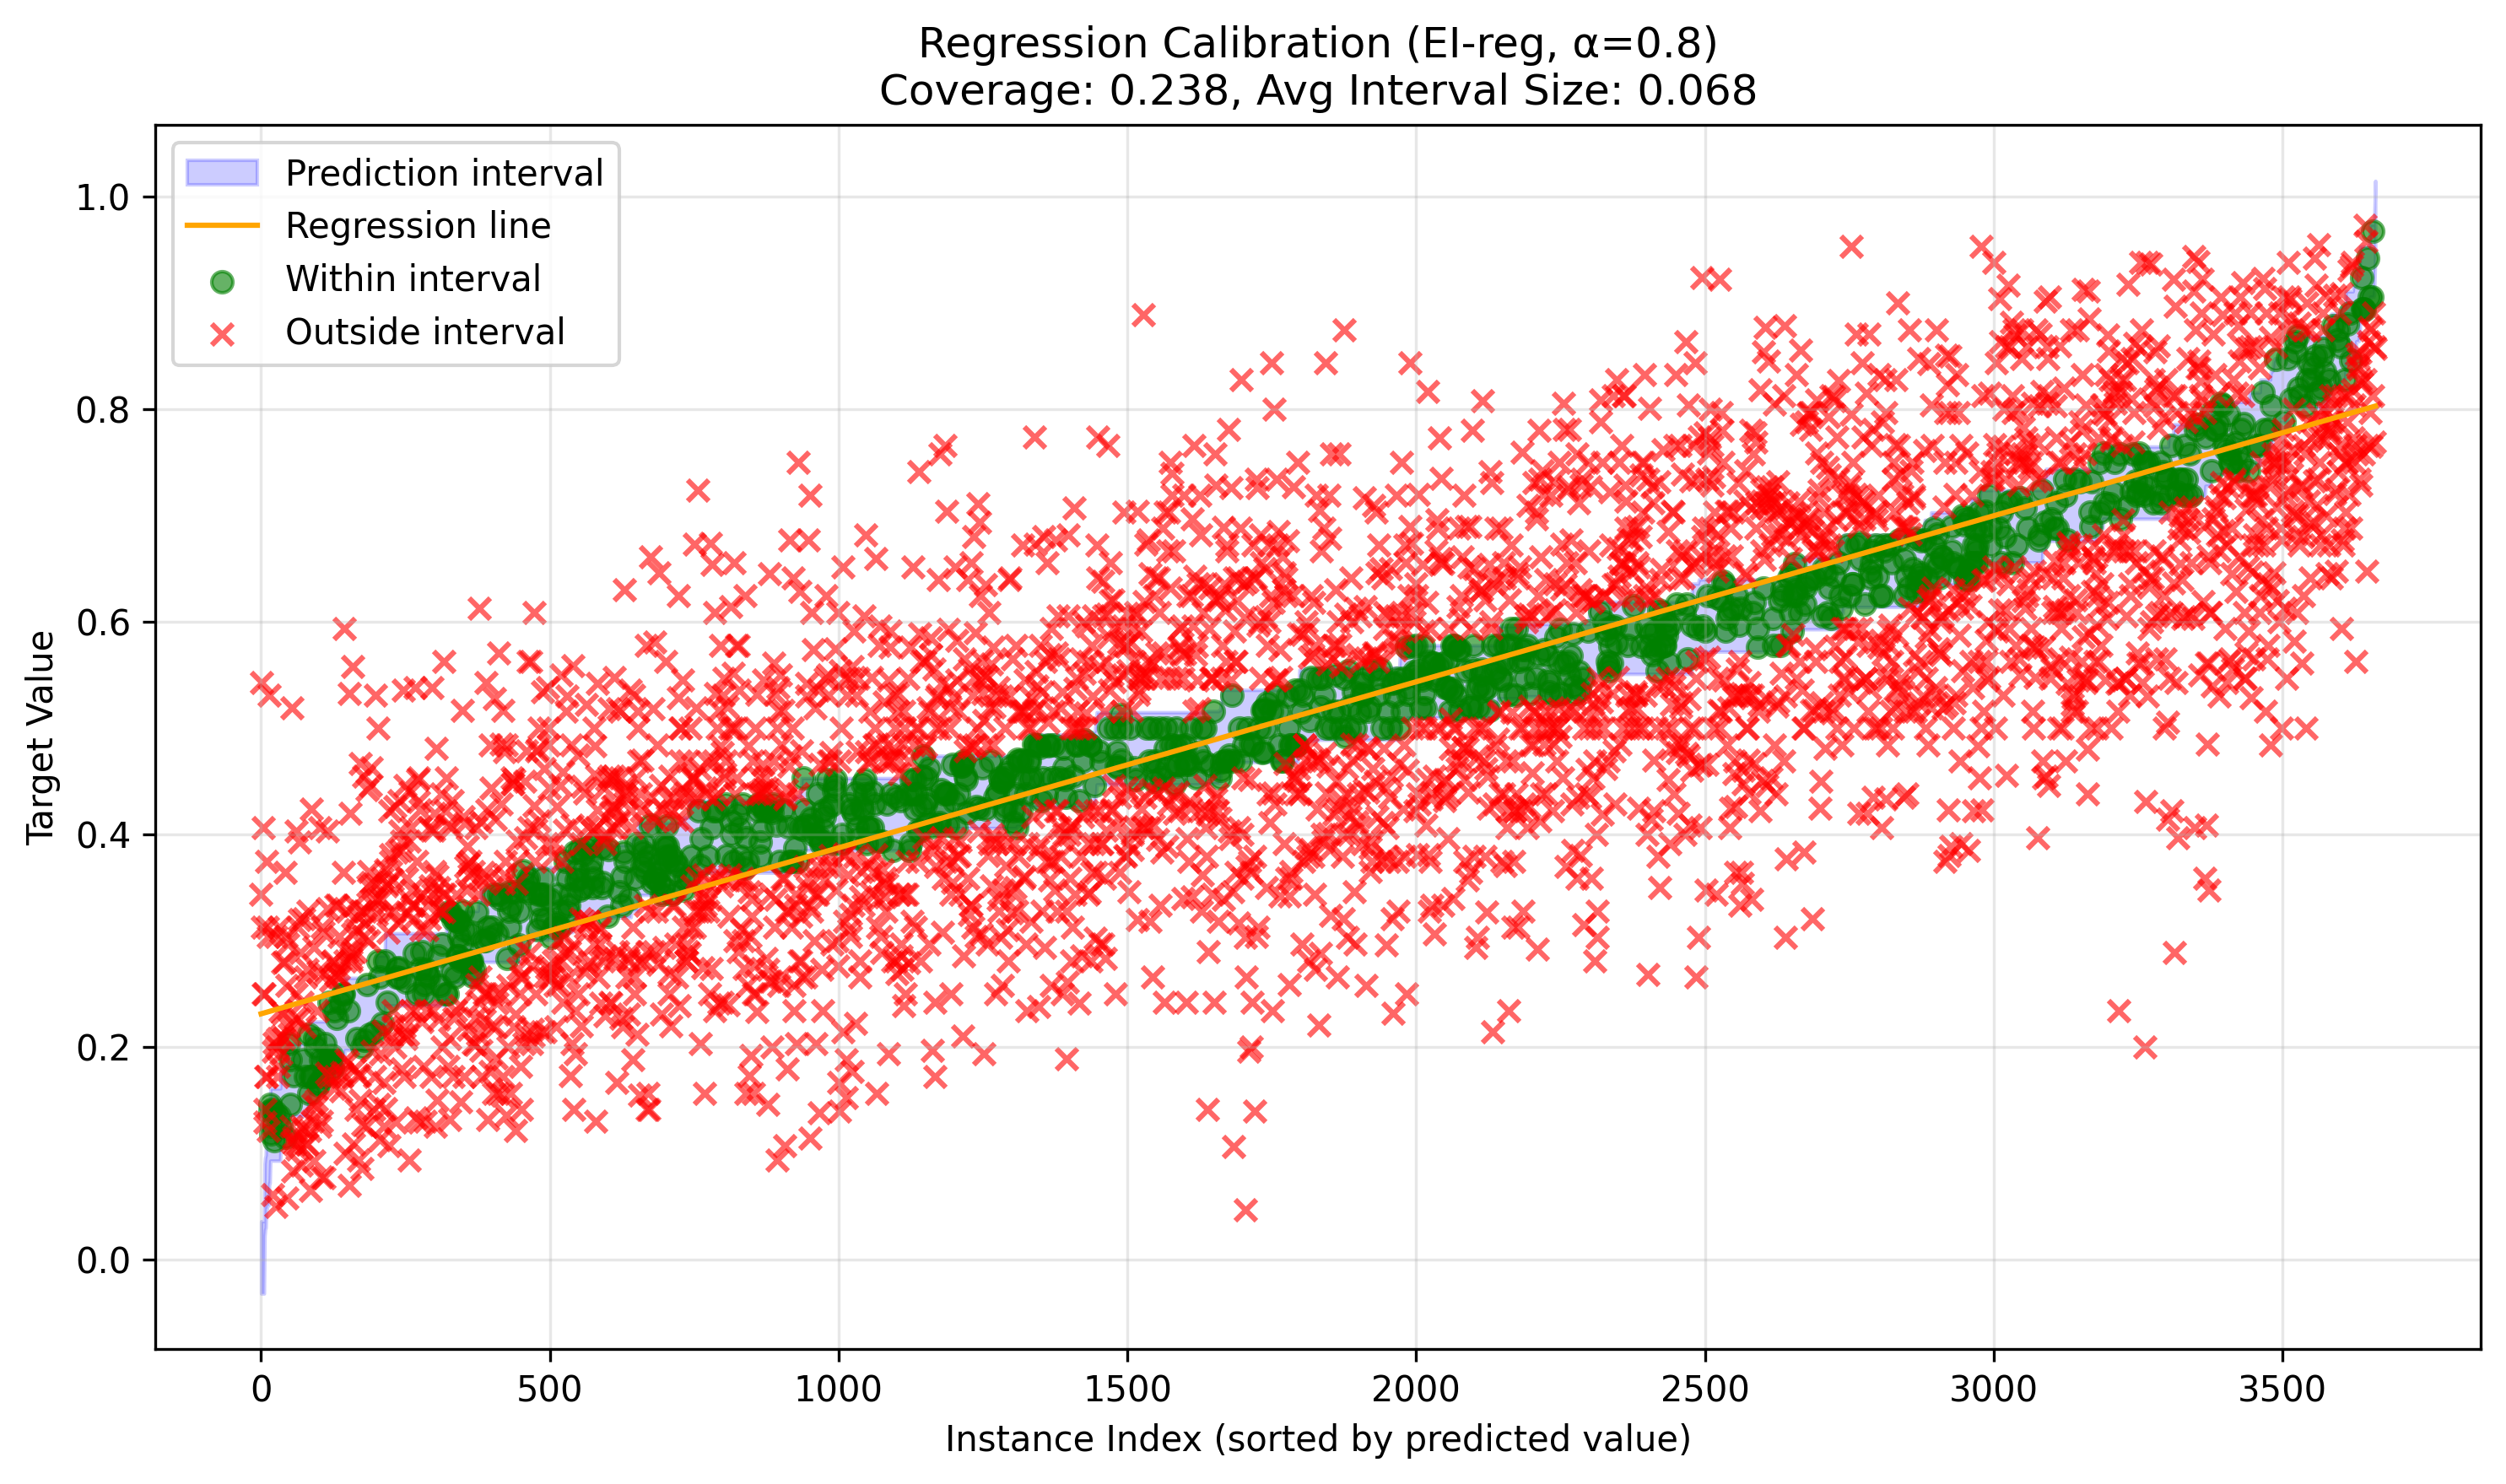 Regression Calibration (EI-reg, α=0.8)
Coverage: 0.238, Avg Interval Size: 0.068
Prediction interval
Regression line
Within interval
Outside interval
Target Value
1.0
0.8
0.6
0.4
0.2
0.0
0 500 1000 1500 2000 2500 3000 3500
Instance Index (sorted by predicted value)